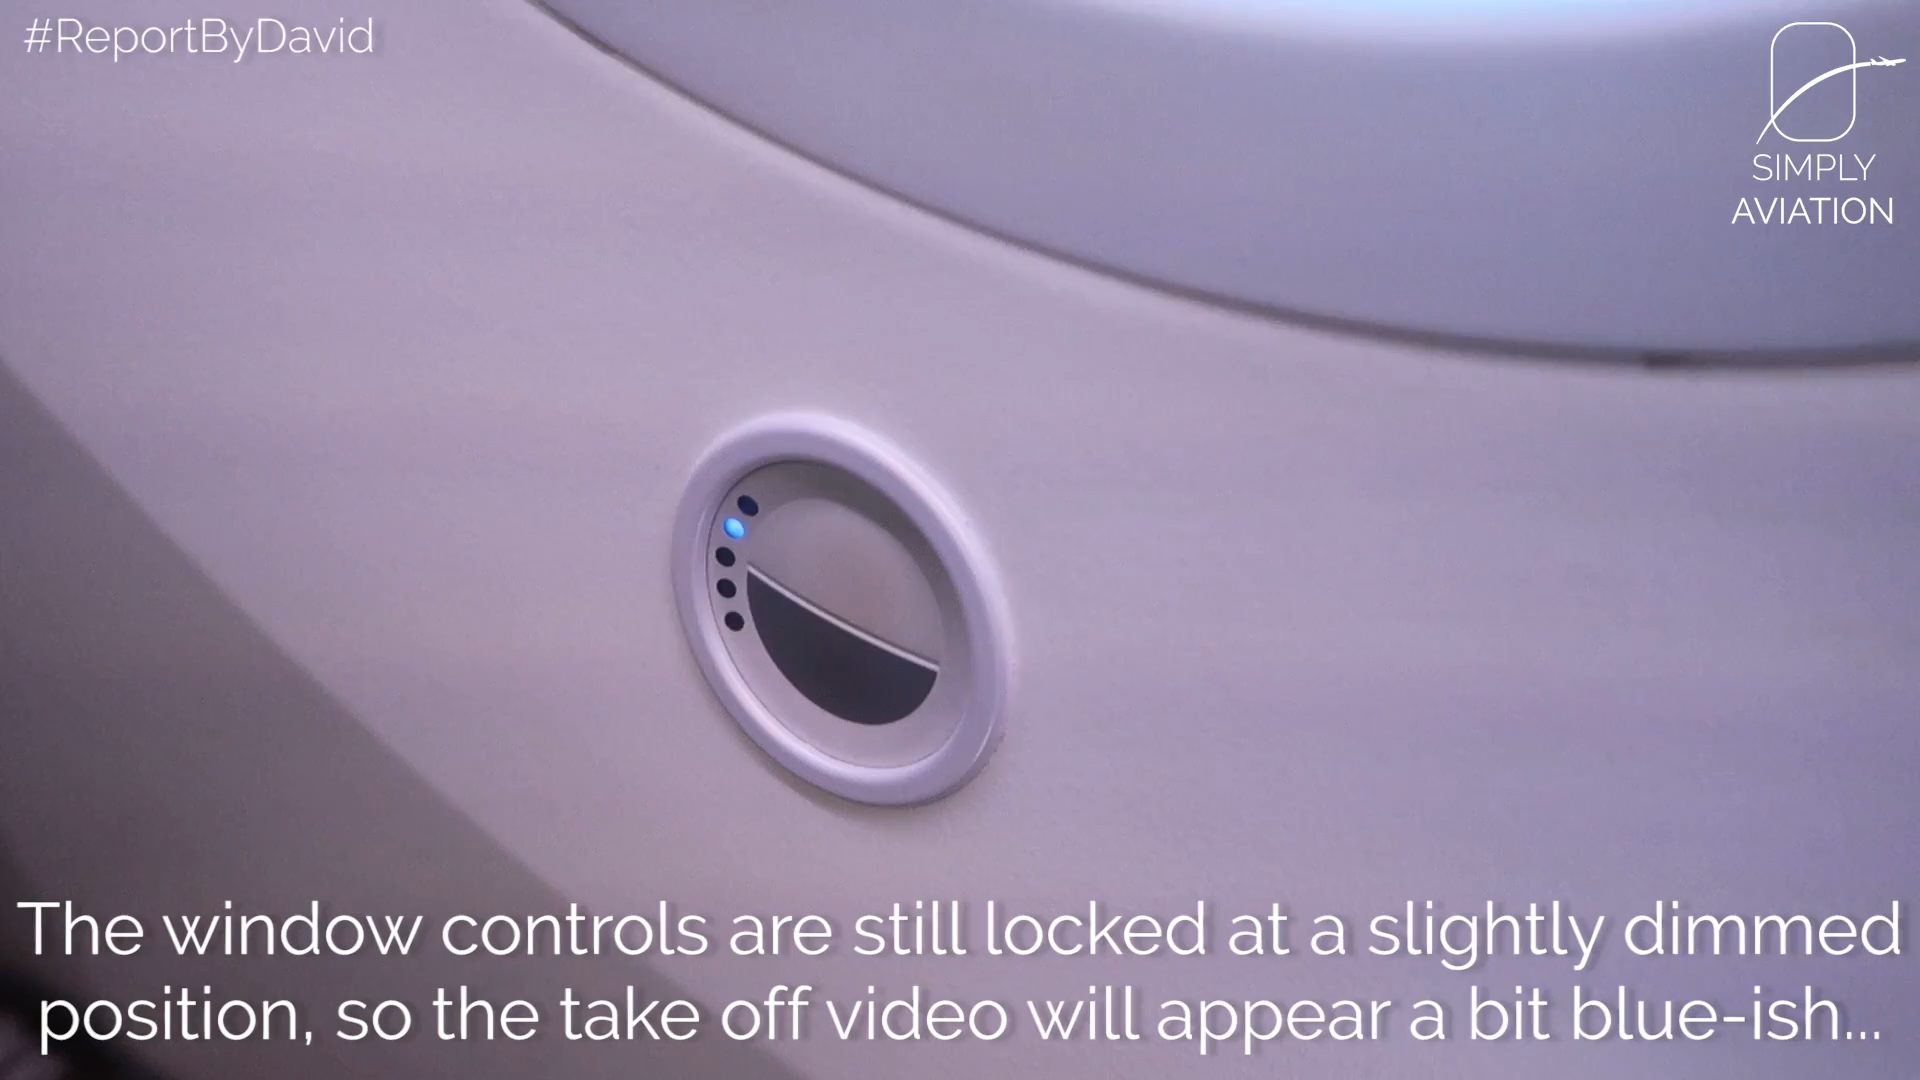 #ReportByDavid
SIMPLY
AVIATION
The window controls are still locked at a slightly dimmed
position, so the take off video will appear a bit blue-ish...